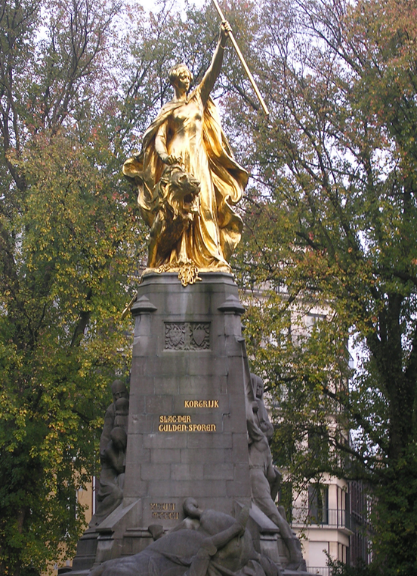 KORTRIJK
SLAG DER
GULDEN SPOREN